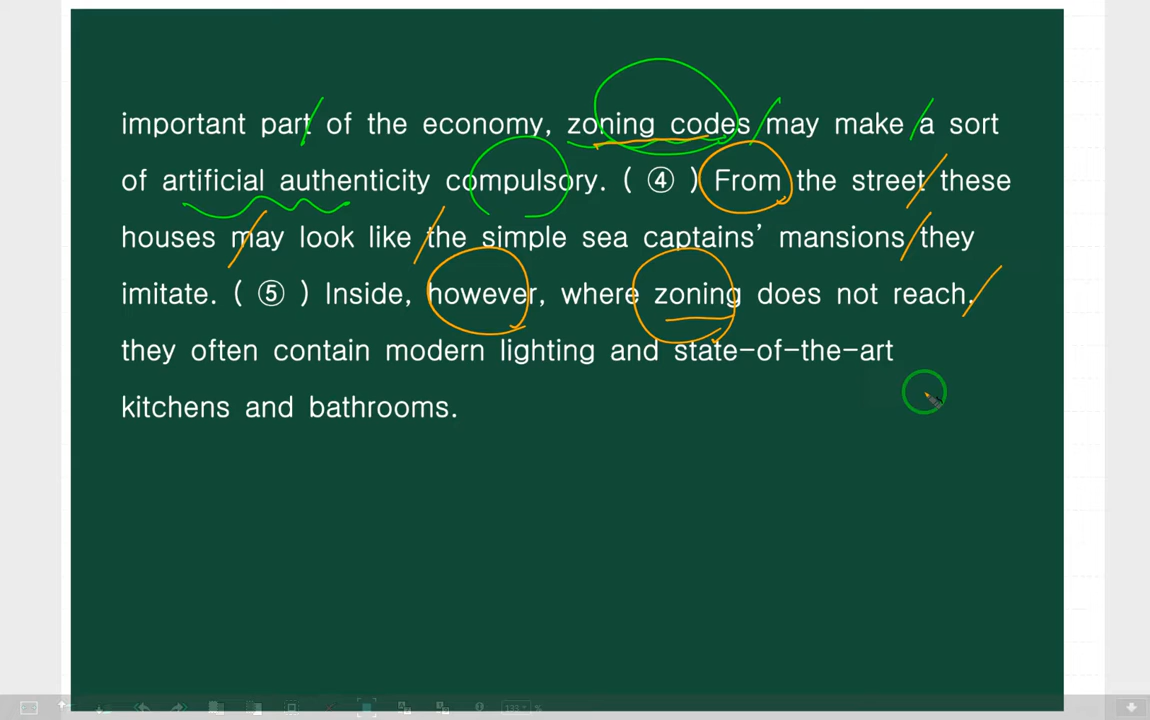 important part of the economy, zoning codes may make a sort
of artificial authenticity compulsory. ( ④ ) From the street these
houses may look like the simple sea captains’ mansions they
imitate. ( ⑤ ) Inside, however, where zoning does not reach,
they often contain modern lighting and state-of-the-art
kitchens and bathrooms.
133 %